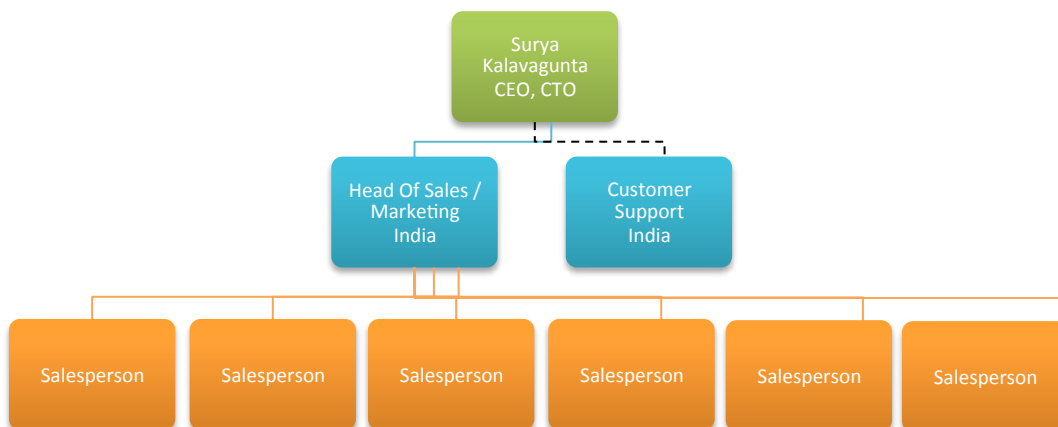 Surya
Kalavagunta
CEO, CTO
Head Of Sales /
Marketing
India
Customer
Support
India
Salesperson
Salesperson
Salesperson
Salesperson
Salesperson
Salesperson